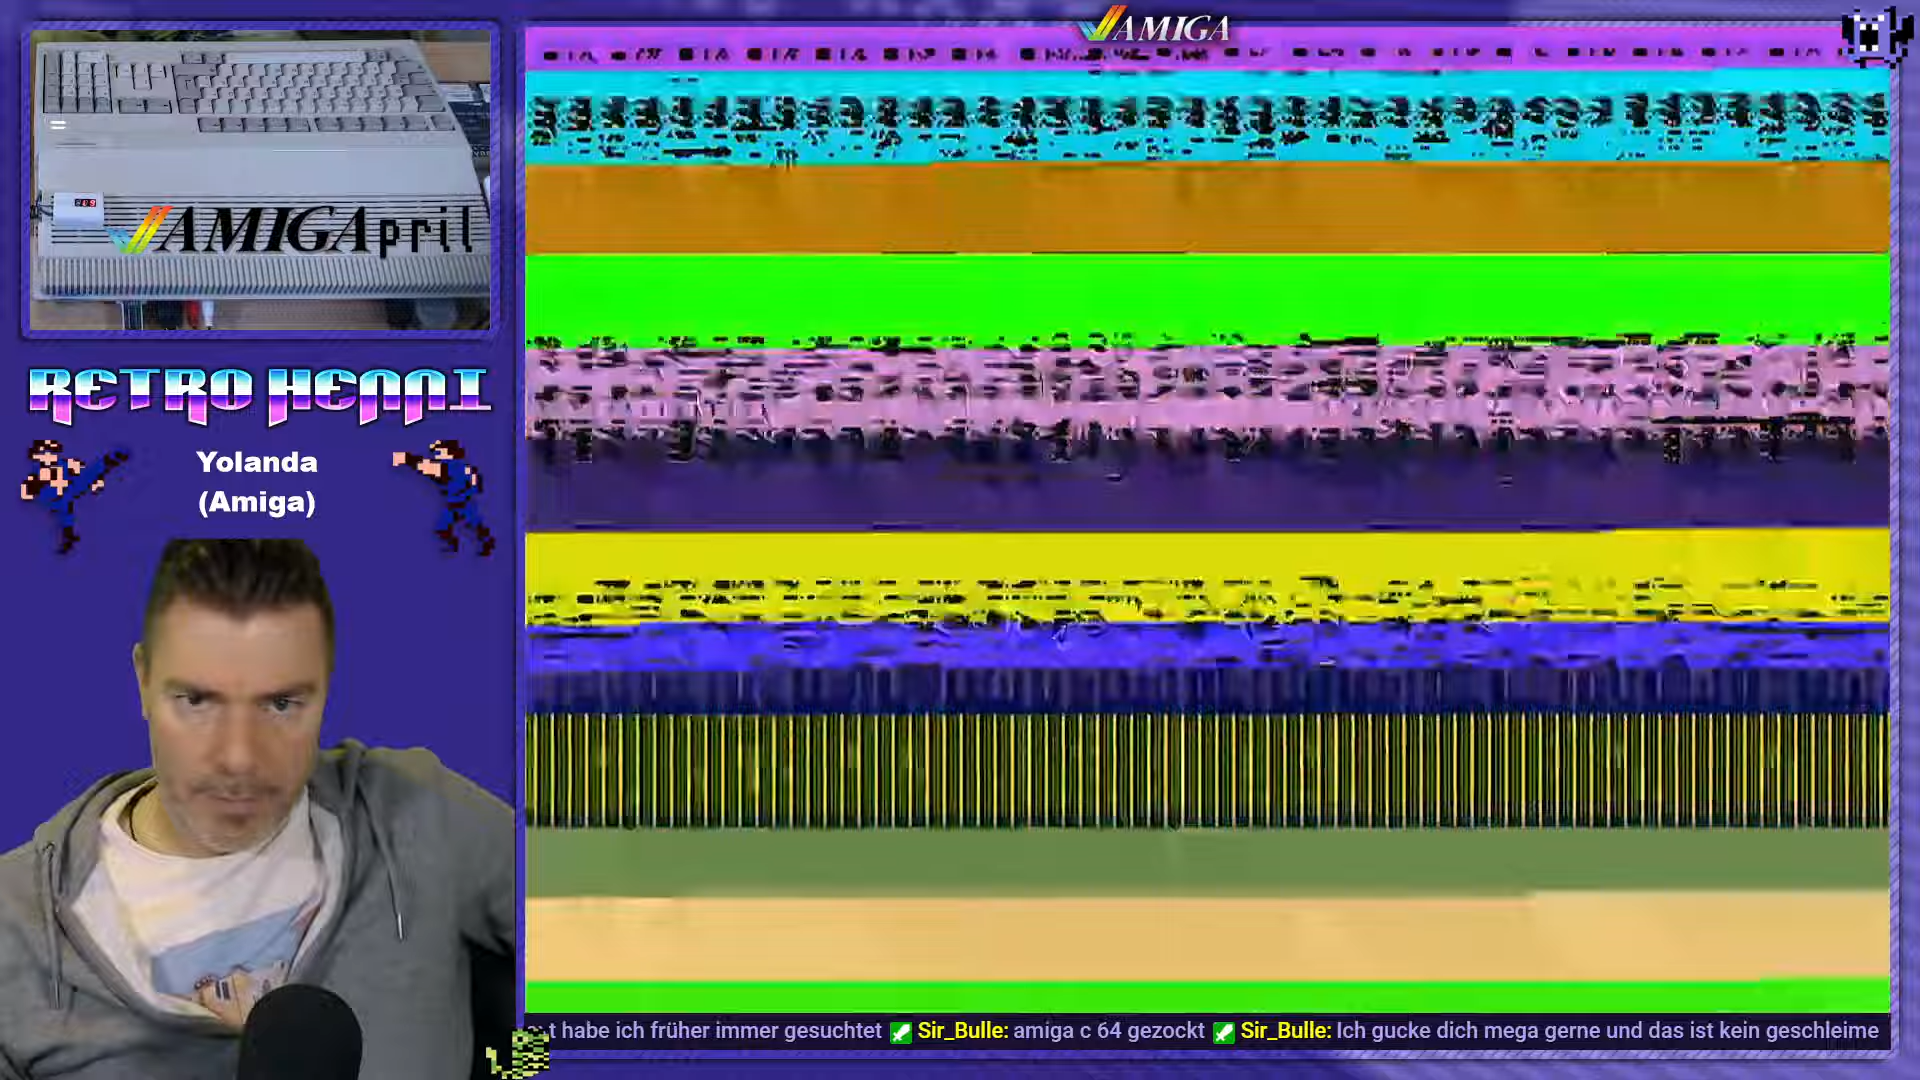 AMIGA
AMIGApril
RETRO HENNI
Yolanda
(Amiga)
t habe ich früher immer gesuchtet Sir_Bulle: amiga c 64 gezockt Sir_Bulle: Ich gucke dich mega gerne und das ist kein geschleime